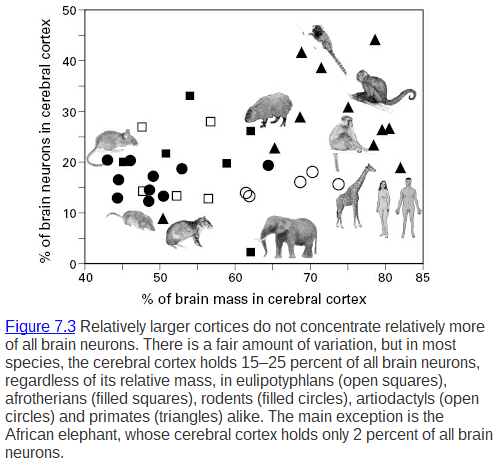 % of brain neurons in cerebral cortex
50
40
30
20
10
0
40
50
60
70
80
85
% of brain mass in cerebral cortex
Figure 7.3 Relatively larger cortices do not concentrate relatively more
of all brain neurons. There is a fair amount of variation, but in most
species, the cerebral cortex holds 15–25 percent of all brain neurons,
regardless of its relative mass, in eulipotyphlans (open squares),
afrotherians (filled squares), rodents (filled circles), artiodactyls (open
circles) and primates (triangles) alike. The main exception is the
African elephant, whose cerebral cortex holds only 2 percent of all brain
neurons.